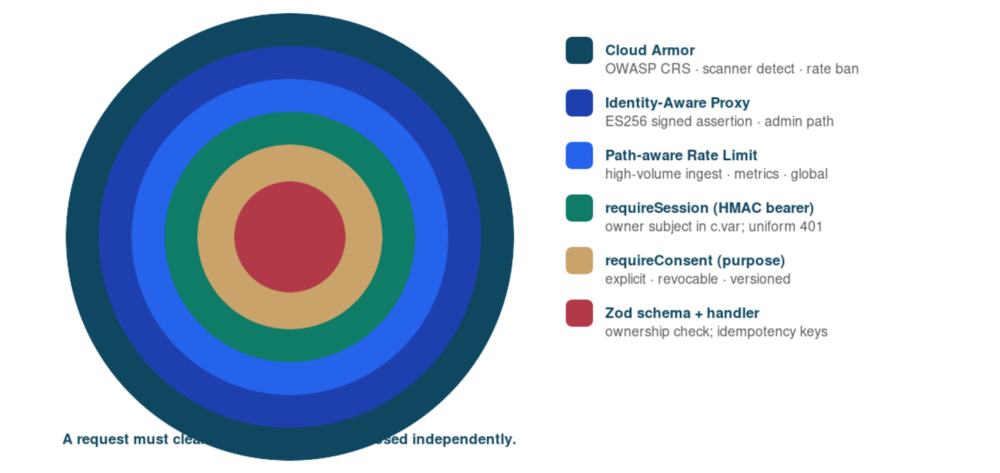 Cloud Armor
OWASP CRS · scanner detect · rate ban
Identity-Aware Proxy
ES256 signed assertion · admin path
Path-aware Rate Limit
high-volume ingest · metrics · global
requireSession (HMAC bearer)
owner subject in c.var; uniform 401
requireConsent (purpose)
explicit · revocable · versioned
Zod schema + handler
ownership check; idempotency keys
A request must independently.